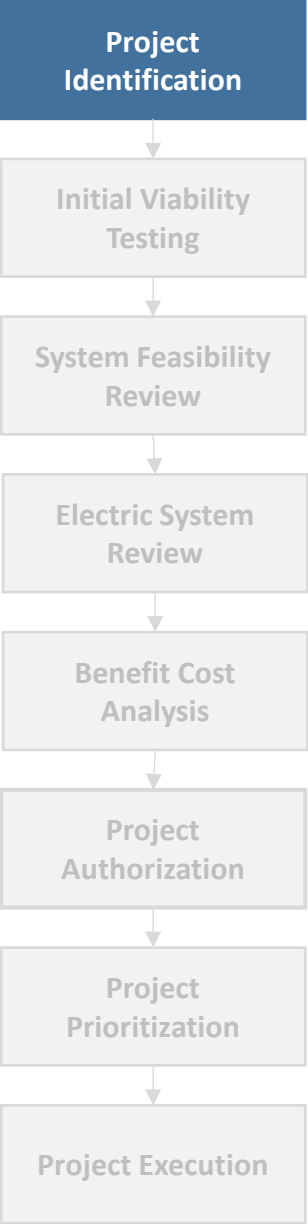 Project
Identification
Initial Viability
Testing
System Feasibility
Review
Electric System
Review
Benefit Cost
Analysis
Project
Authorization
Project
Prioritization
Project Execution